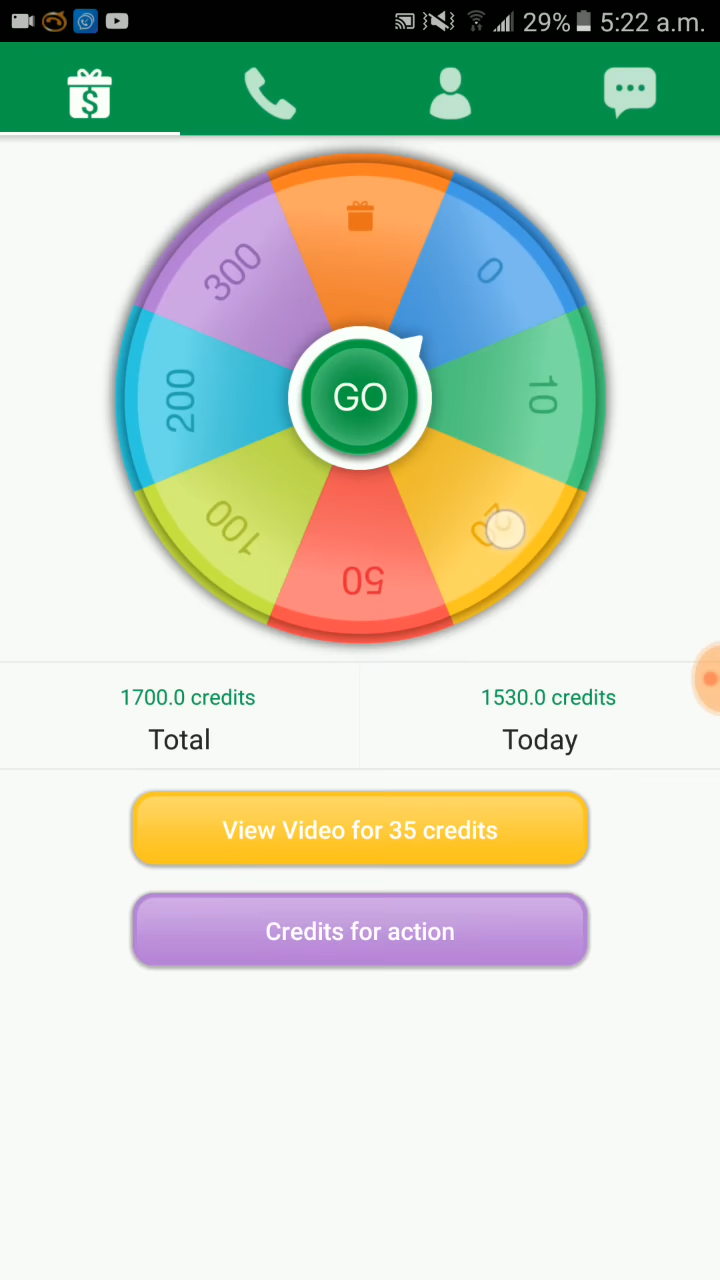 29% 5:22 a.m.
$
300
0
200
GO
10
100
50
1700.0 credits
1530.0 credits
Total
Today
View Video for 35 credits
Credits for action